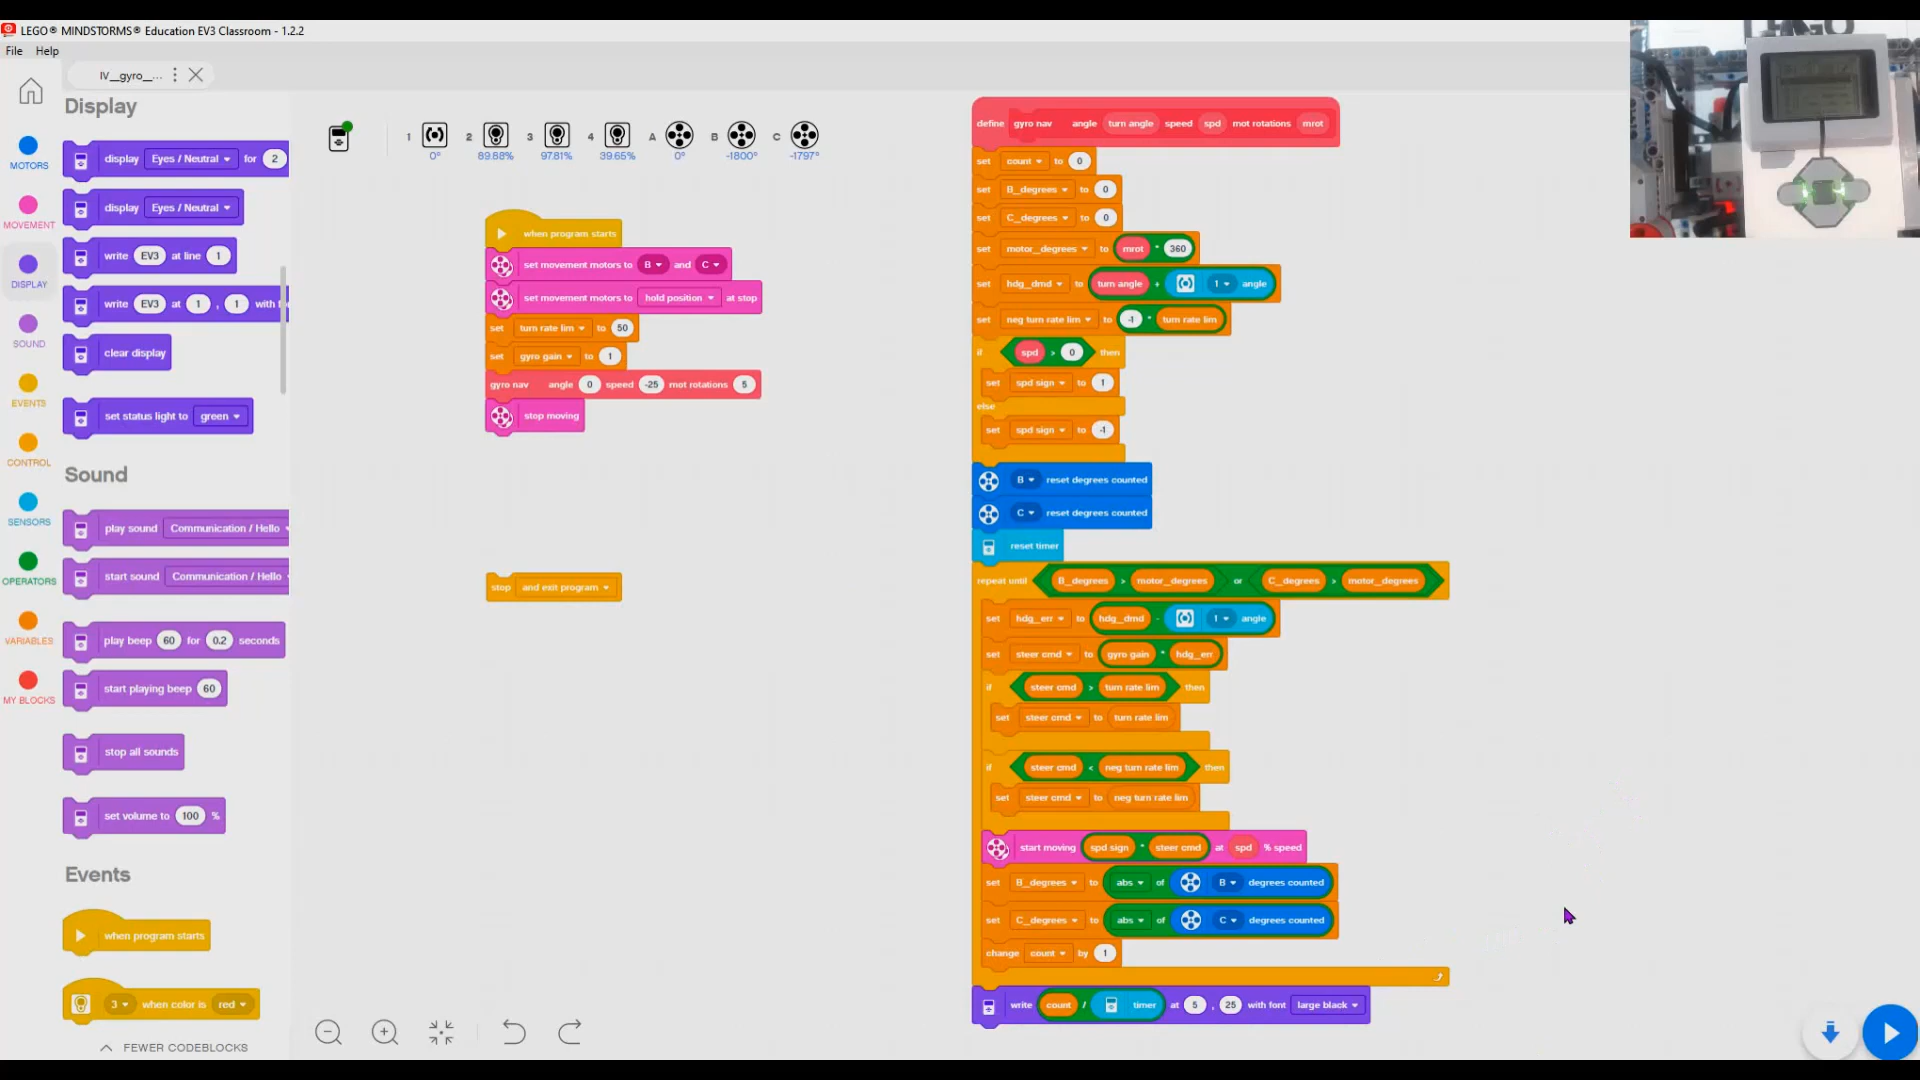 LEGO® MINDSTORMS® Education EV3 Classroom - 1.2.2
File Help
IV__gyro__...
MOTORS
MOVEMENT
DISPLAY
SOUND
EVENTS
CONTROL
SENSORS
OPERATORS
VARIABLES
MY BLOCKS
Display
display Eyes / Neutral for 2
display Eyes / Neutral
write EV3 at line 1
write EV3 at 1 , 1 with
clear display
set status light to green
Sound
play sound Communication / Hello
start sound Communication / Hello
play beep 60 for 0.2 seconds
start playing beep 60
stop all sounds
set volume to 100 %
Events
when program starts
3 when color is red
FEWER CODEBLOCKS
1 2 3 4 A B C
0° 89.88% 97.81% 39.65% 0° -1800° -1797°
when program starts
set movement motors to B and C
set movement motors to hold position at stop
set turn rate lim to 50
set gyro gain to 1
gyro nav angle 0 speed -25 mot rotations 5
stop moving
stop and exit program
define gyro nav angle turn angle speed spd mot rotations mrot
set count to 0
set B_degrees to 0
set C_degrees to 0
set motor_degrees to mrot * 360
set hdg_dmd to turn angle + 1 angle
set neg turn rate lim to -1 * turn rate lim
if spd > 0 then
set spd sign to 1
else
set spd sign to -1
B reset degrees counted
C reset degrees counted
reset timer
repeat until B_degrees > motor_degrees or C_degrees > motor_degrees
set hdg_err to hdg_dmd - 1 angle
set steer cmd to gyro gain * hdg_err
if steer cmd > turn rate lim then
set steer cmd to turn rate lim
if steer cmd < neg turn rate lim then
set steer cmd to neg turn rate lim
start moving spd sign * steer cmd at spd % speed
set B_degrees to abs of B degrees counted
set C_degrees to abs of C degrees counted
change count by 1
write count / timer at 5 , 25 with font large black